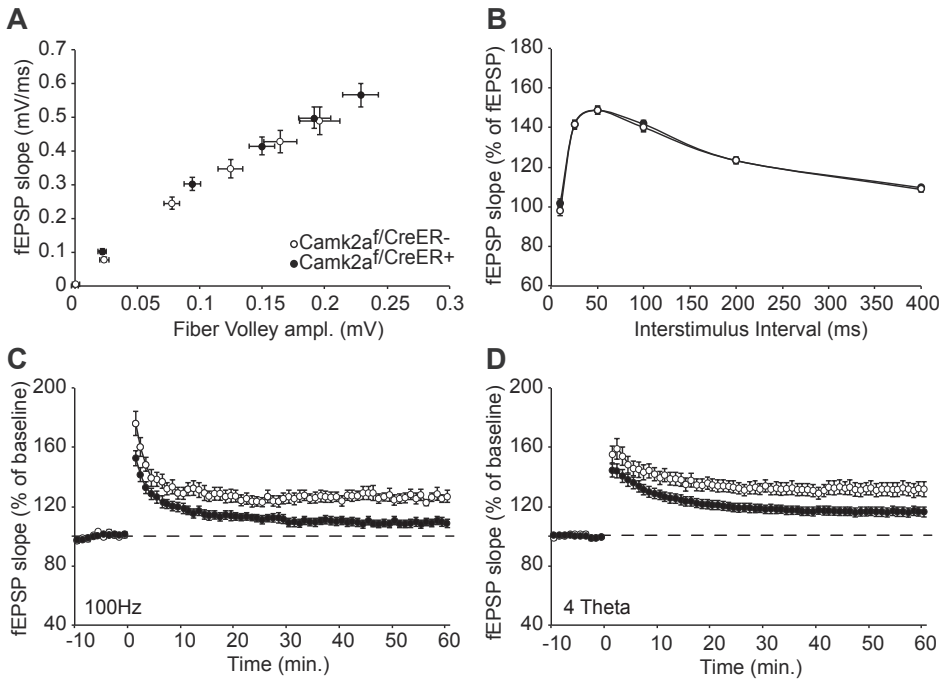 A
fEPSP slope (mV/ms)
0.7
0.6
0.5
0.4
0.3
0.2
0.1
0
0 0.05 0.1 0.15 0.2 0.25 0.3
Fiber Volley ampl. (mV)
Camk2a^f/CreER-
Camk2a^f/CreER+
B
fEPSP slope (% of fEPSP)
180
160
140
120
100
80
60
0 50 100 150 200 250 300 350 400
Interstimulus Interval (ms)
C
fEPSP slope (% of baseline)
200
160
120
80
40
100Hz
-10 0 10 20 30 40 50 60
Time (min.)
D
fEPSP slope (% of baseline)
200
160
120
80
40
4 Theta
-10 0 10 20 30 40 50 60
Time (min.)